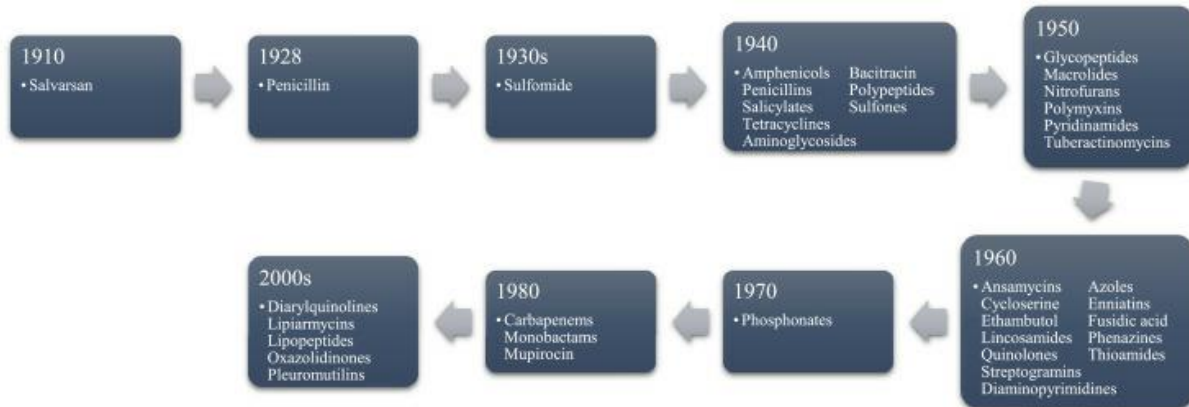 1910
• Salvarsan
1928
• Penicillin
1930s
• Sulfomide
1940
• Amphenicols Bacitracin
Penicillins Polypeptides
Salicylates Sulfones
Tetracyclines
Aminoglycosides
1950
• Glycopeptides
Macrolides
Nitrofurans
Polymyxins
Pyridinamides
Tuberactinomycins
1960
• Ansamycins Azoles
Cycloserine Enniatins
Ethambutol Fusidic acid
Lincosamides Phenazines
Quinolones Thioamides
Streptogramins
Diaminopyrimidines
1970
• Phosphonates
1980
• Carbapenems
Monobactams
Mupirocin
2000s
• Diarylquinolines
Lipiarmycins
Lipopeptides
Oxazolidinones
Pleuromutilins